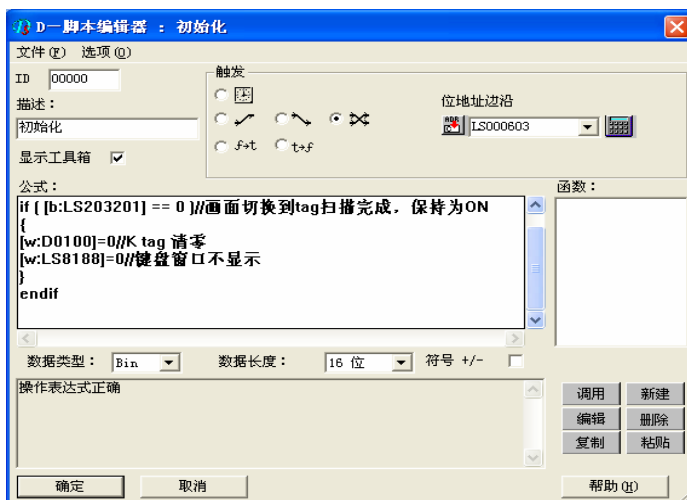 D—脚本编辑器 : 初始化
文件(F) 选项(O)
ID 00000
触发
描述：
初始化
位地址边沿
LS000603
显示工具箱
f→t t→f
公式：
函数：
if ( [b:LS203201] == 0 )//画面切换到tag扫描完成，保持为ON
{
[w:D0100]=0//K tag 清零
[w:LS8188]=0//键盘窗口不显示
}
endif
数据类型： Bin 数据长度： 16 位 符号 +/-
操作表达式正确
调用 新建
编辑 删除
复制 粘贴
确定 取消 帮助(H)